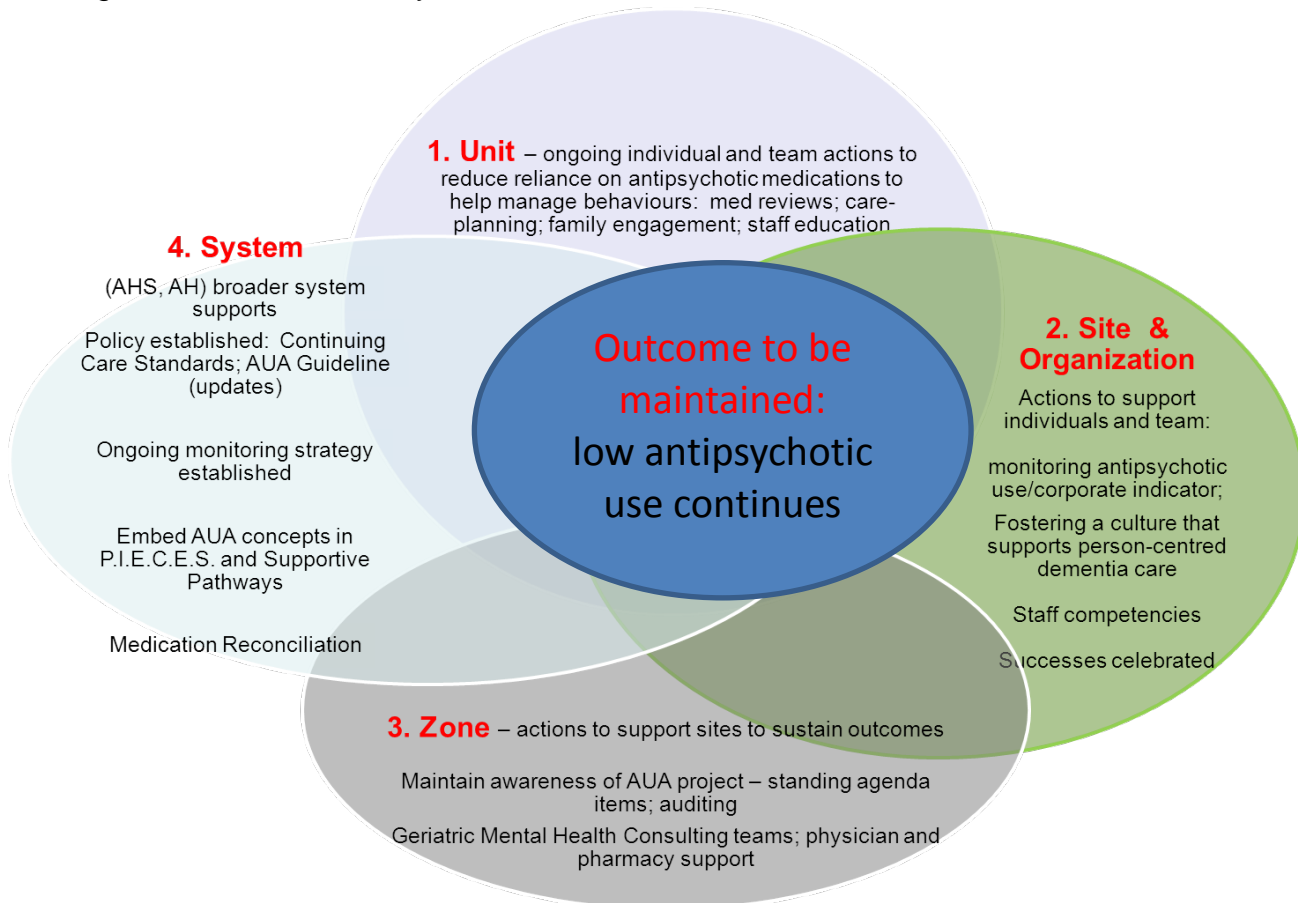 1. Unit – ongoing individual and team actions to
reduce reliance on antipsychotic medications to
help manage behaviours: med reviews; care-
planning; family engagement; staff education
2. Site &
Organization
Actions to support
individuals and team:
monitoring antipsychotic
use/corporate indicator;
Fostering a culture that
supports person-centred
dementia care
Staff competencies
Successes celebrated
3. Zone – actions to support sites to sustain outcomes
Maintain awareness of AUA project – standing agenda
items; auditing
Geriatric Mental Health Consulting teams; physician and
pharmacy support
4. System
(AHS, AH) broader system
supports
Policy established: Continuing
Care Standards; AUA Guideline
(updates)
Ongoing monitoring strategy
established
Embed AUA concepts in
P.I.E.C.E.S. and Supportive
Pathways
Medication Reconciliation
Outcome to be
maintained:
low antipsychotic
use continues